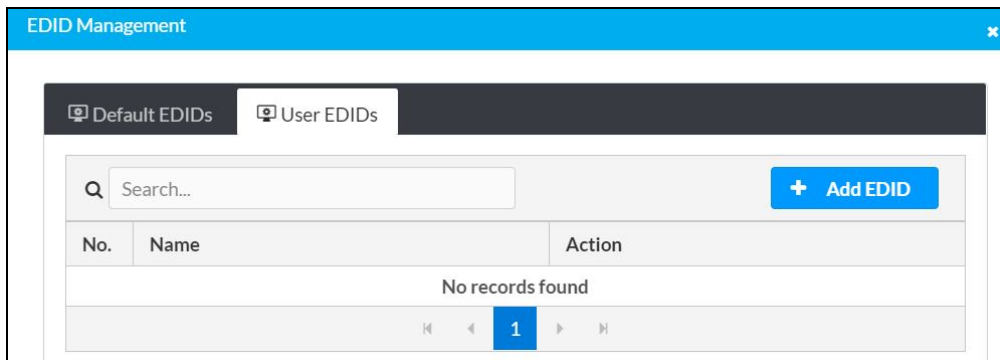 EDID Management
Default EDIDs User EDIDs
Search... + Add EDID
No. Name Action
No records found
1